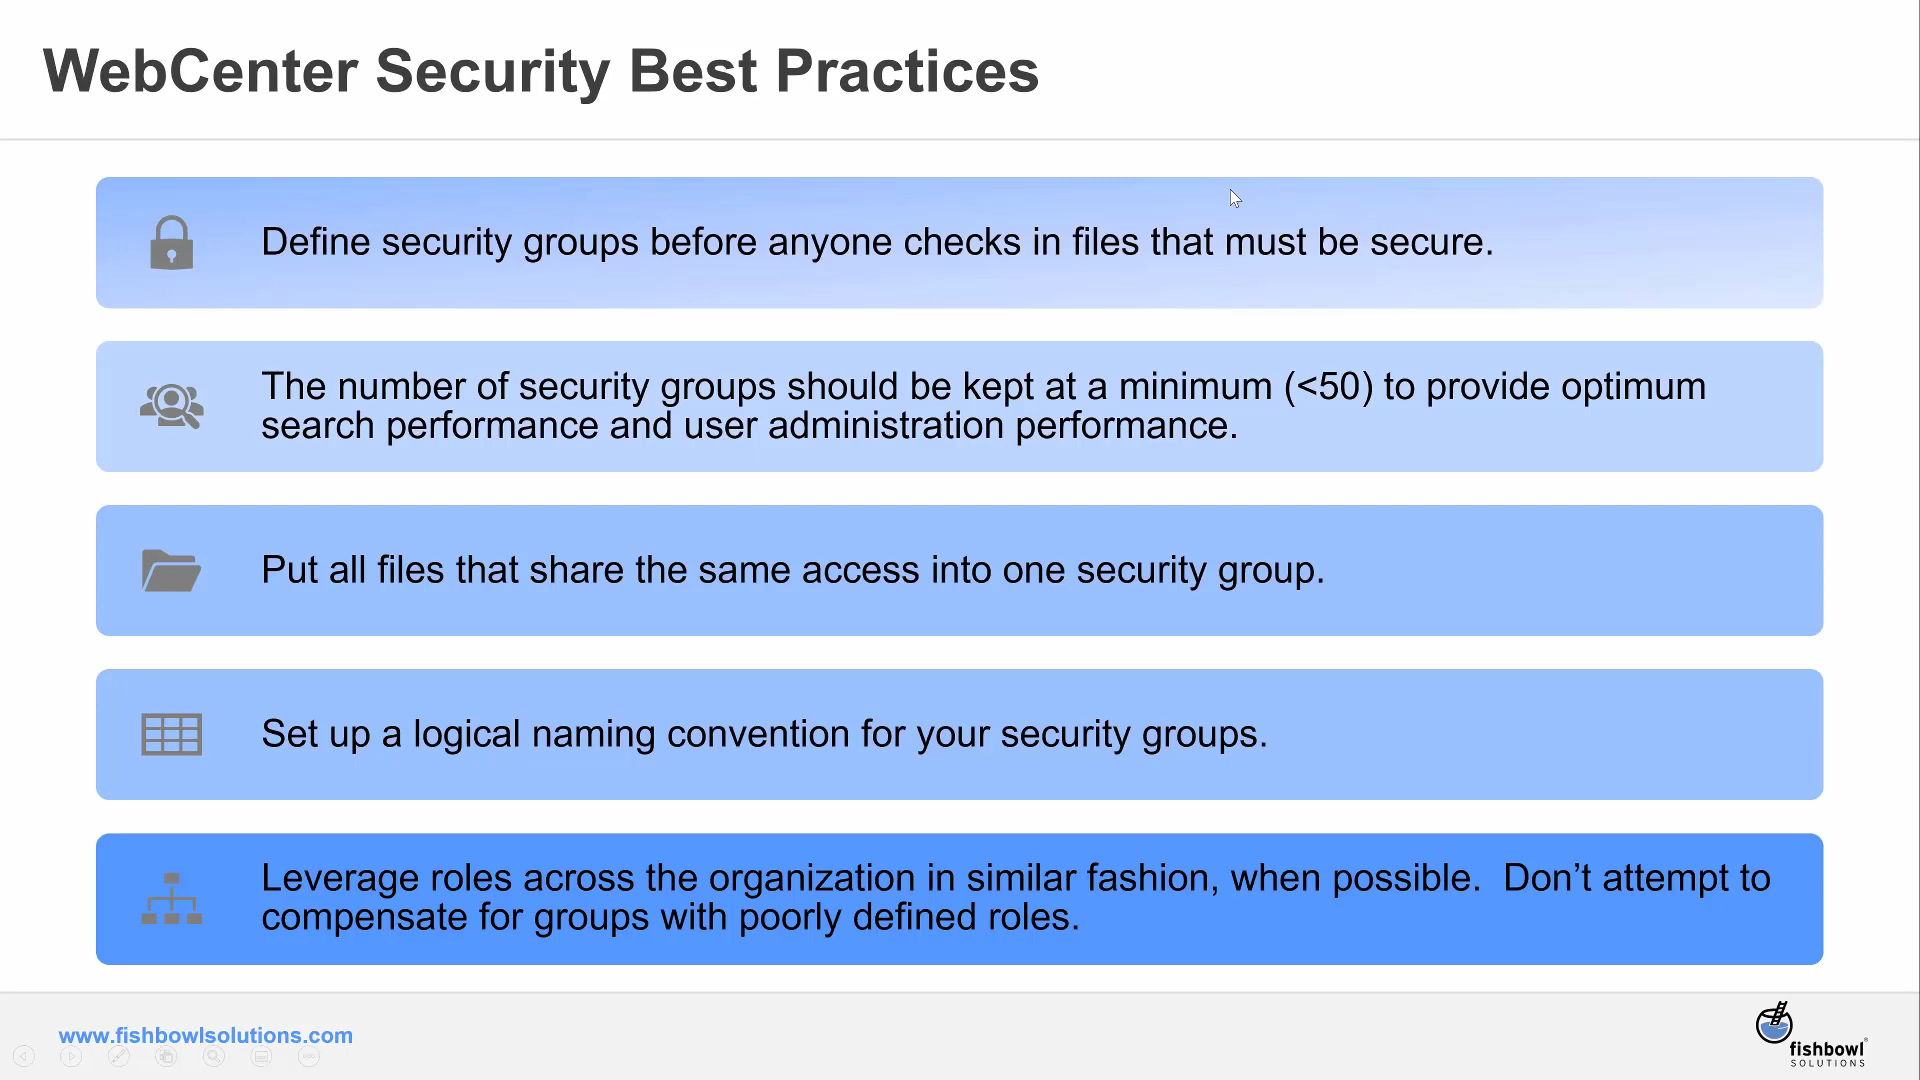 WebCenter Security Best Practices
Define security groups before anyone checks in files that must be secure.
The number of security groups should be kept at a minimum (<50) to provide optimum
search performance and user administration performance.
Put all files that share the same access into one security group.
Set up a logical naming convention for your security groups.
Leverage roles across the organization in similar fashion, when possible.  Don’t attempt to
compensate for groups with poorly defined roles.
www.fishbowlsolutions.com
fishbowl®
SOLUTIONS